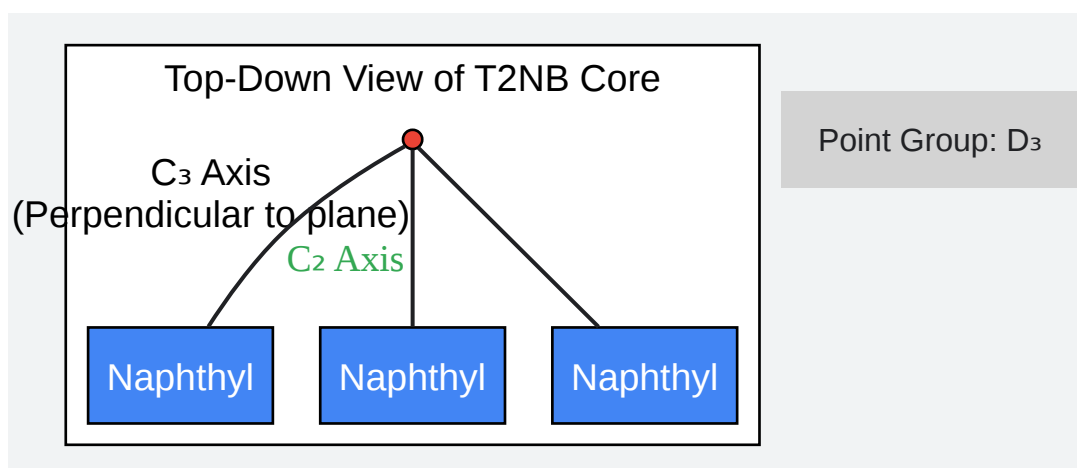 Top-Down View of T2NB Core
Point Group: D₃
C₃ Axis
(Perpendicular to plane)
C₂ Axis
Naphthyl
Naphthyl
Naphthyl